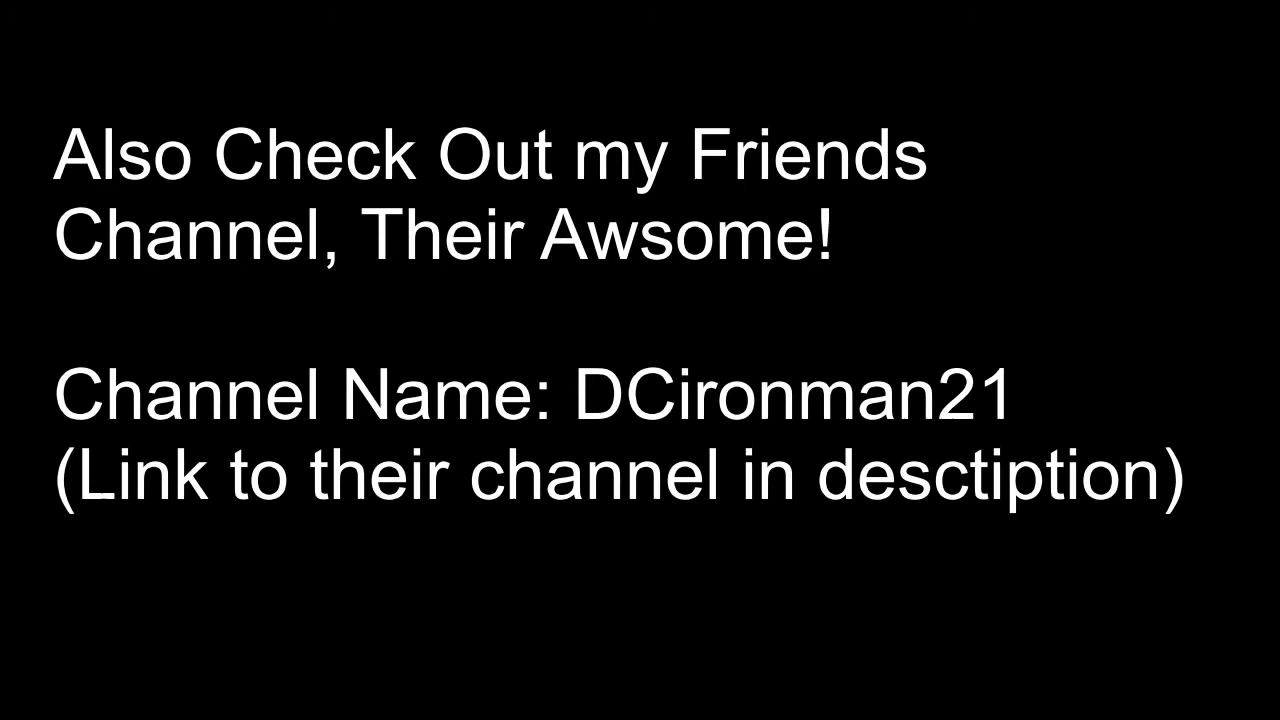 Also Check Out my Friends
Channel, Their Awsome!
Channel Name: DCironman21
(Link to their channel in desctiption)